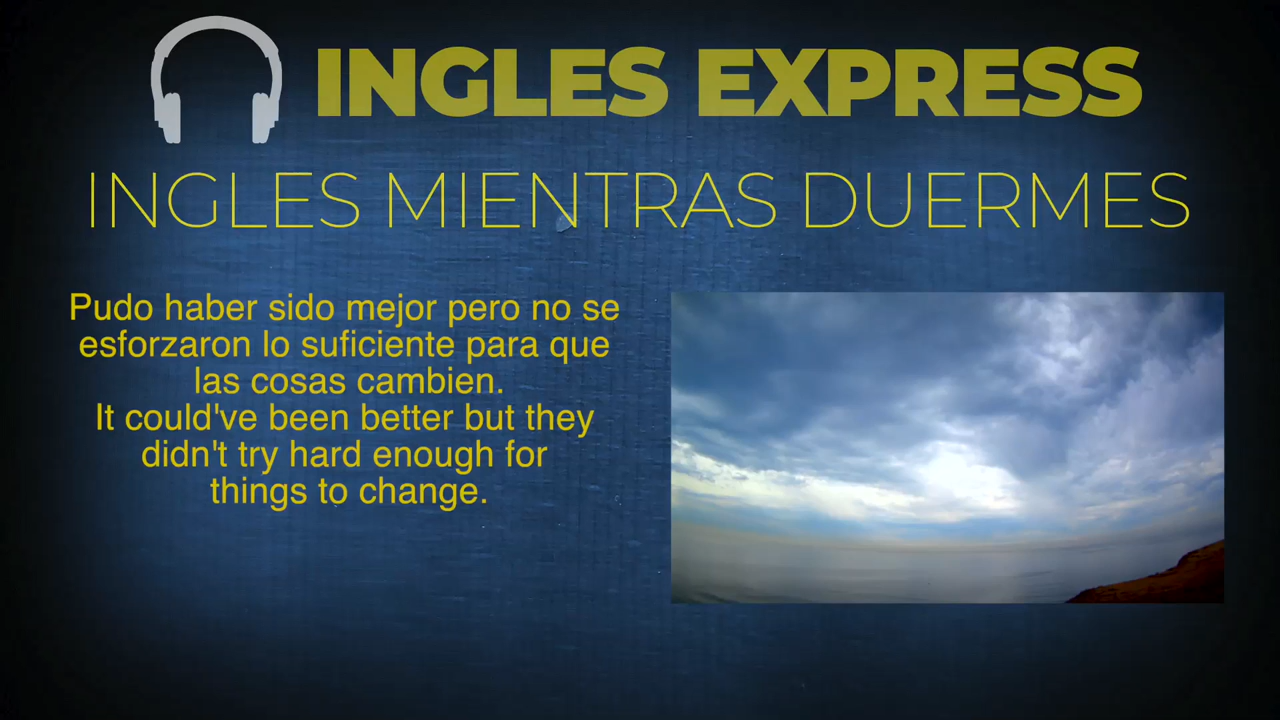 INGLES EXPRESS
INGLES MIENTRAS DUERMES
Pudo haber sido mejor pero no se
esforzaron lo suficiente para que
las cosas cambien.
It could've been better but they
didn't try hard enough for
things to change.